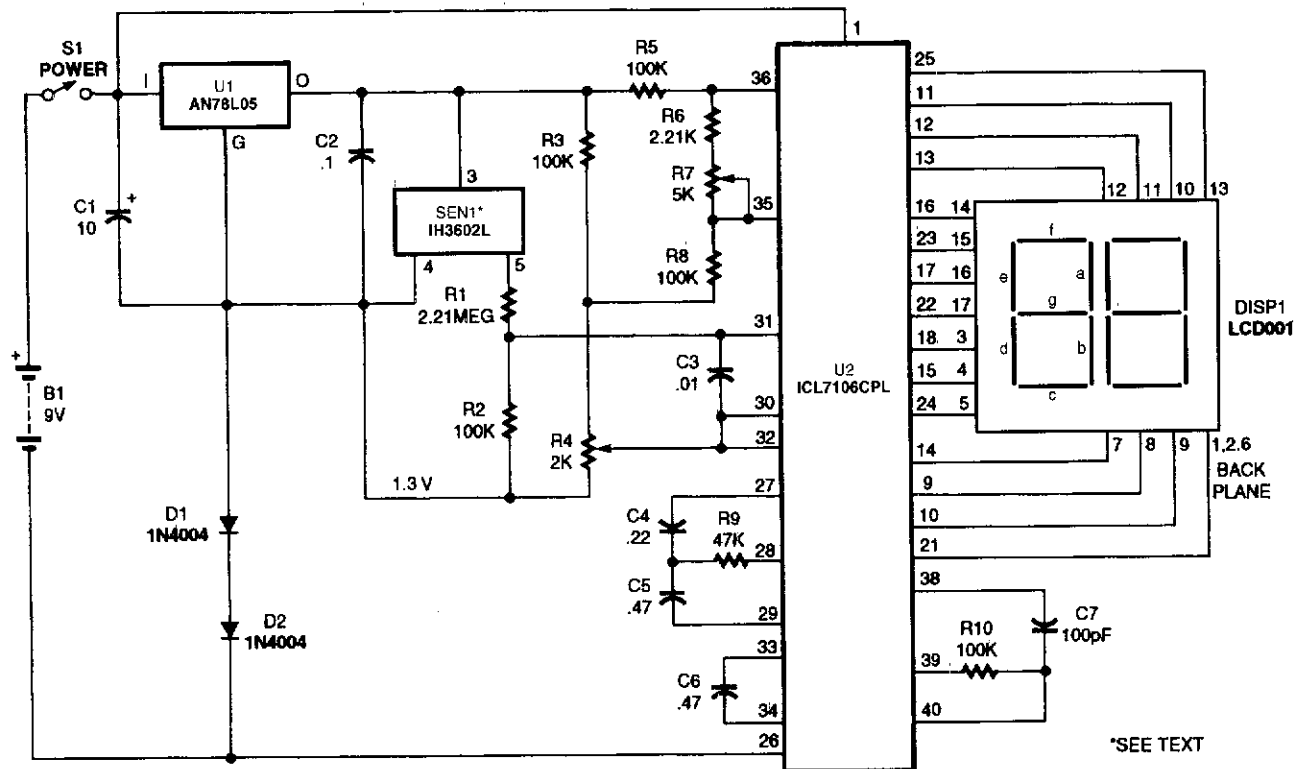 S1
POWER
I
U1
AN78L05
O
G
C1
10
+
C2
.1
3
SEN1*
IH3602L
4
5
R1
2.21MEG
R2
100K
R3
100K
R4
2K
R5
100K
R6
2.21K
R7
5K
R8
100K
C3
.01
1.3 V
+
B1
9V
D1
1N4004
D2
1N4004
C4
.22
R9
47K
C5
.47
C6
.47
1
36
35
31
30
32
27
28
29
33
34
26
U2
ICL7106CPL
25
11
12
13
16
23
17
22
18
15
24
14
9
10
21
38
39
40
12
11
10
13
14
15
16
17
3
4
5
7
8
9
1,2.6
BACK
PLANE
f
e
a
g
d
b
c
DISP1
LCD001
R10
100K
C7
100pF
*SEE TEXT